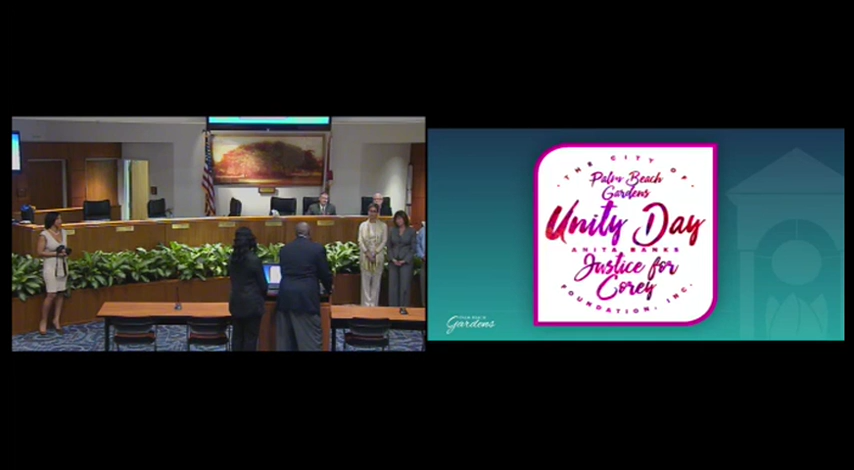 · THE CITY OF ·
Palm Beach
Gardens
Unity Day
ANITA BANKS
Justice for
Corey
FOUNDATION, INC.
Gardens